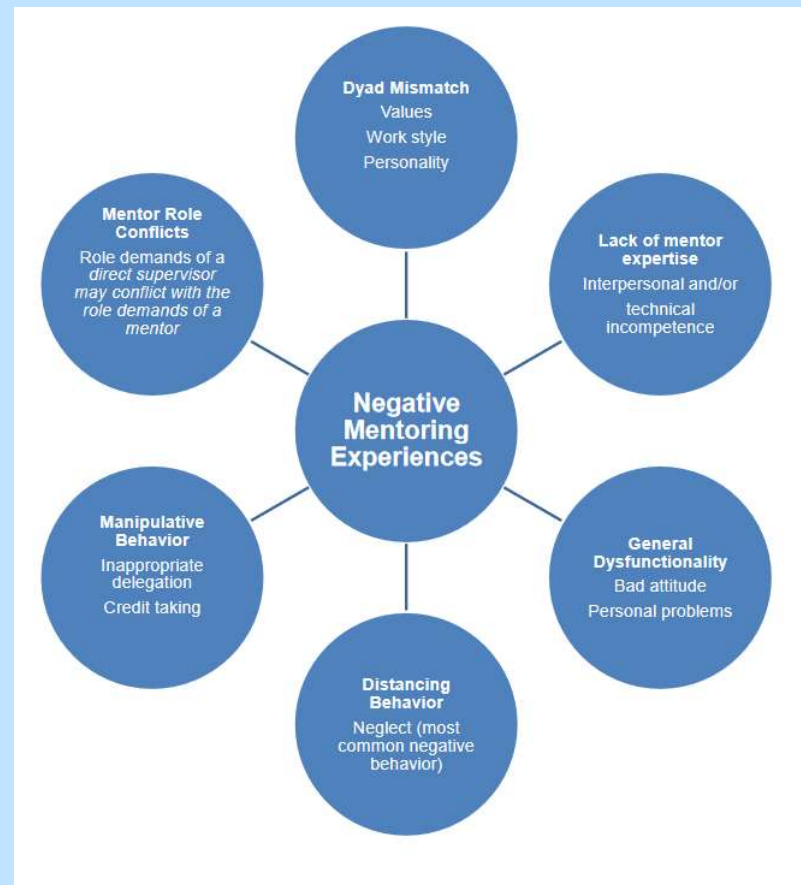 Dyad Mismatch
Values
Work style
Personality
Lack of mentor
expertise
Interpersonal and/or
technical
incompetence
General
Dysfunctionality
Bad attitude
Personal problems
Distancing
Behavior
Neglect (most
common negative
behavior)
Manipulative
Behavior
Inappropriate
delegation
Credit taking
Mentor Role
Conflicts
Role demands of a
direct supervisor
may conflict with the
role demands of a
mentor
Negative
Mentoring
Experiences